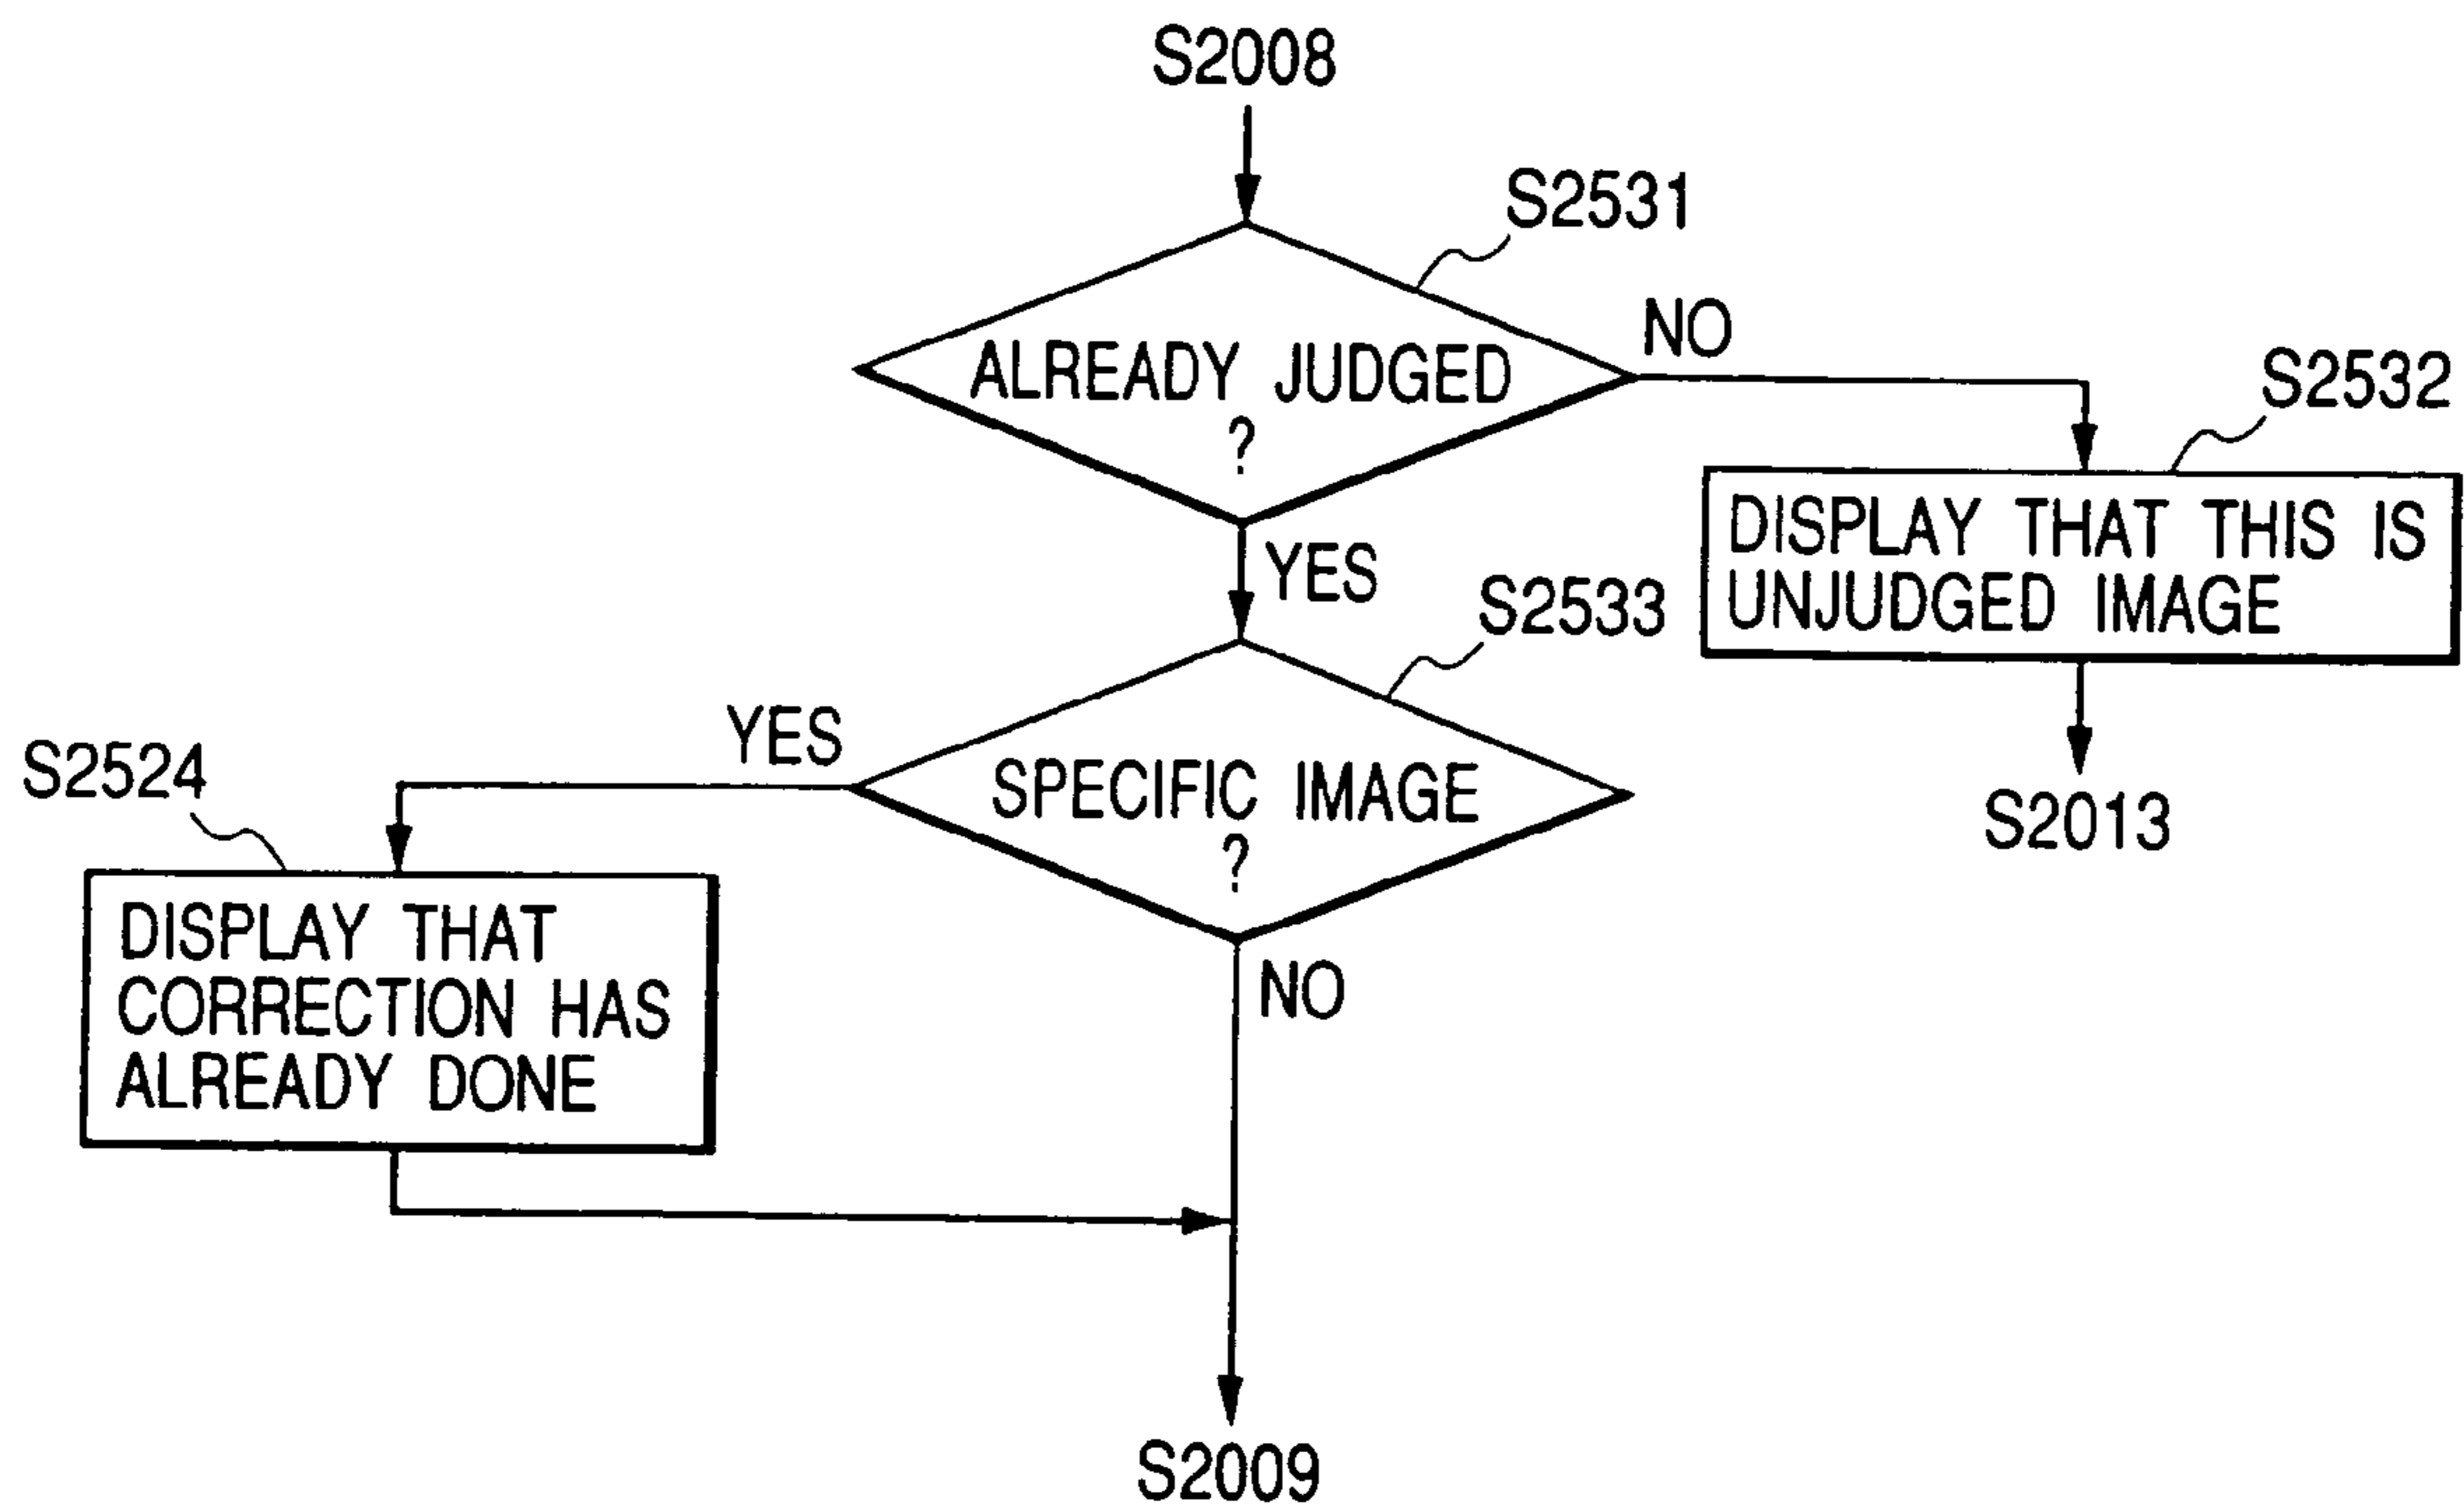 S2008
S2531
ALREADY JUDGED
?
NO
S2532
DISPLAY THAT THIS IS
UNJUDGED IMAGE
YES
S2533
S2013
YES
SPECIFIC IMAGE
?
S2524
DISPLAY THAT
CORRECTION HAS
ALREADY DONE
NO
S2009